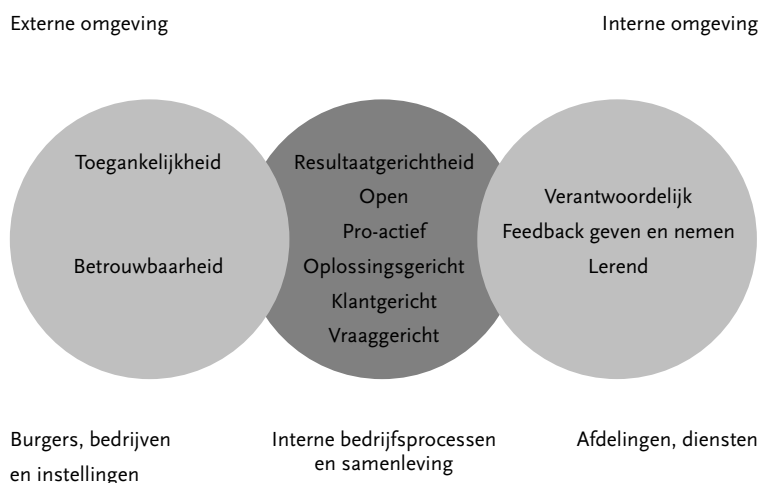 Externe omgeving
Interne omgeving
Toegankelijkheid
Betrouwbaarheid
Resultaatgerichtheid
Open
Pro-actief
Oplossingsgericht
Klantgericht
Vraaggericht
Verantwoordelijk
Feedback geven en nemen
Lerend
Burgers, bedrijven
en instellingen
Interne bedrijfsprocessen
en samenleving
Afdelingen, diensten